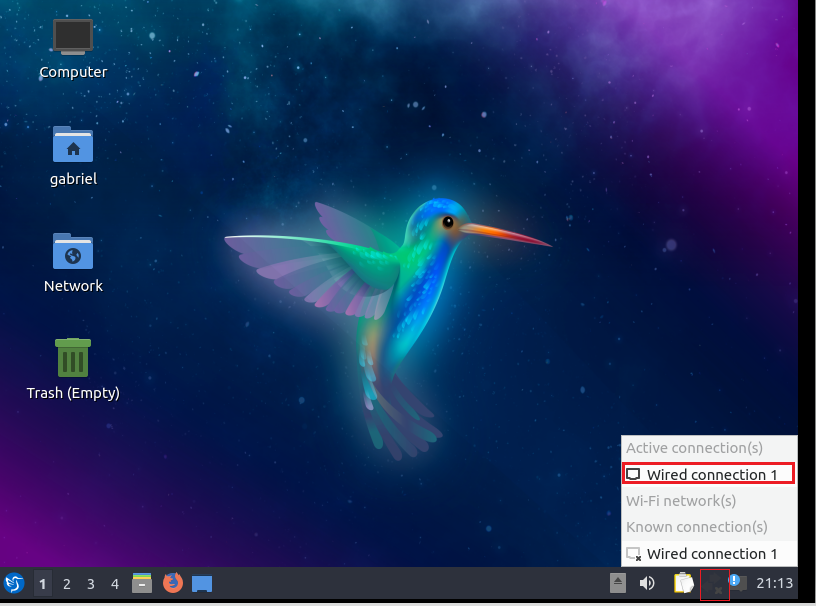 Computer
gabriel
Network
Trash (Empty)
Active connection(s)
Wired connection 1
Wi-Fi network(s)
Known connection(s)
Wired connection 1
1 2 3 4 21:13